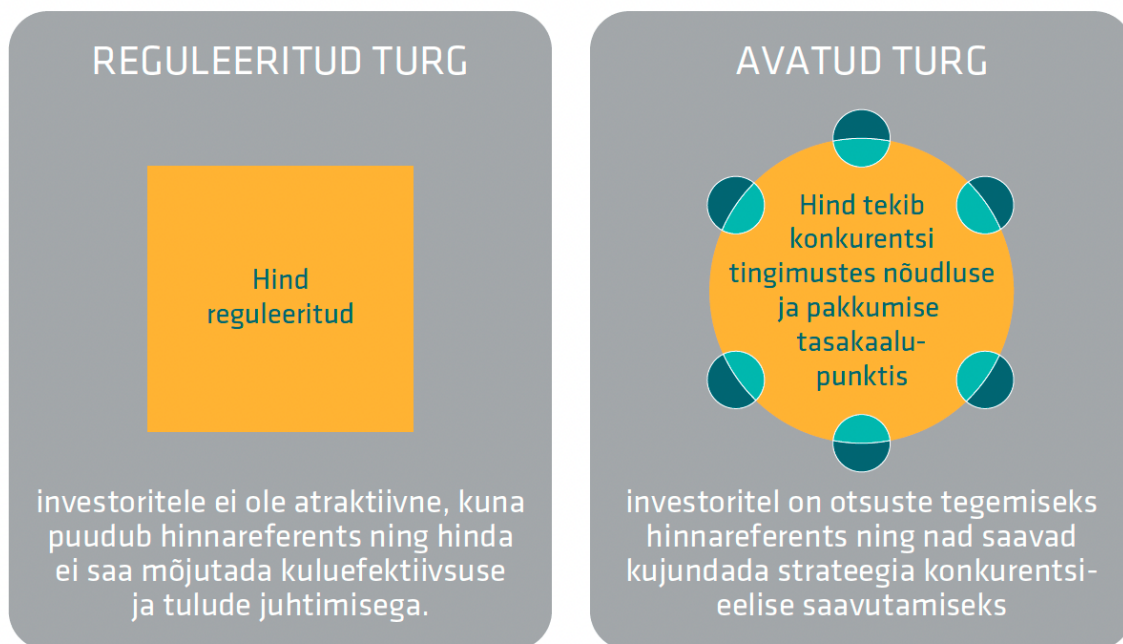 REGULEERITUD TURG
Hind
reguleeritud
investoritele ei ole atraktiivne, kuna
puudub hinnareferents ning hinda
ei saa mõjutada kuluefektiivsuse
ja tulude juhtimisega.
AVATUD TURG
Hind tekib
konkurentsi
tingimustes nõudluse
ja pakkumise
tasakaalu-
punktis
investoritel on otsuste tegemiseks
hinnareferents ning nad saavad
kujundada strateegia konkurentsi-
eelise saavutamiseks